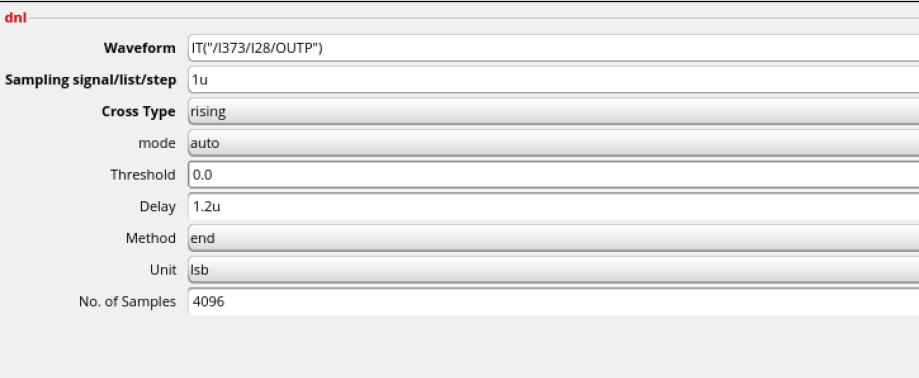 dnl
Waveform IT("/I373/I28/OUTP")
Sampling signal/list/step 1u
Cross Type rising
mode auto
Threshold 0.0
Delay 1.2u
Method end
Unit lsb
No. of Samples 4096